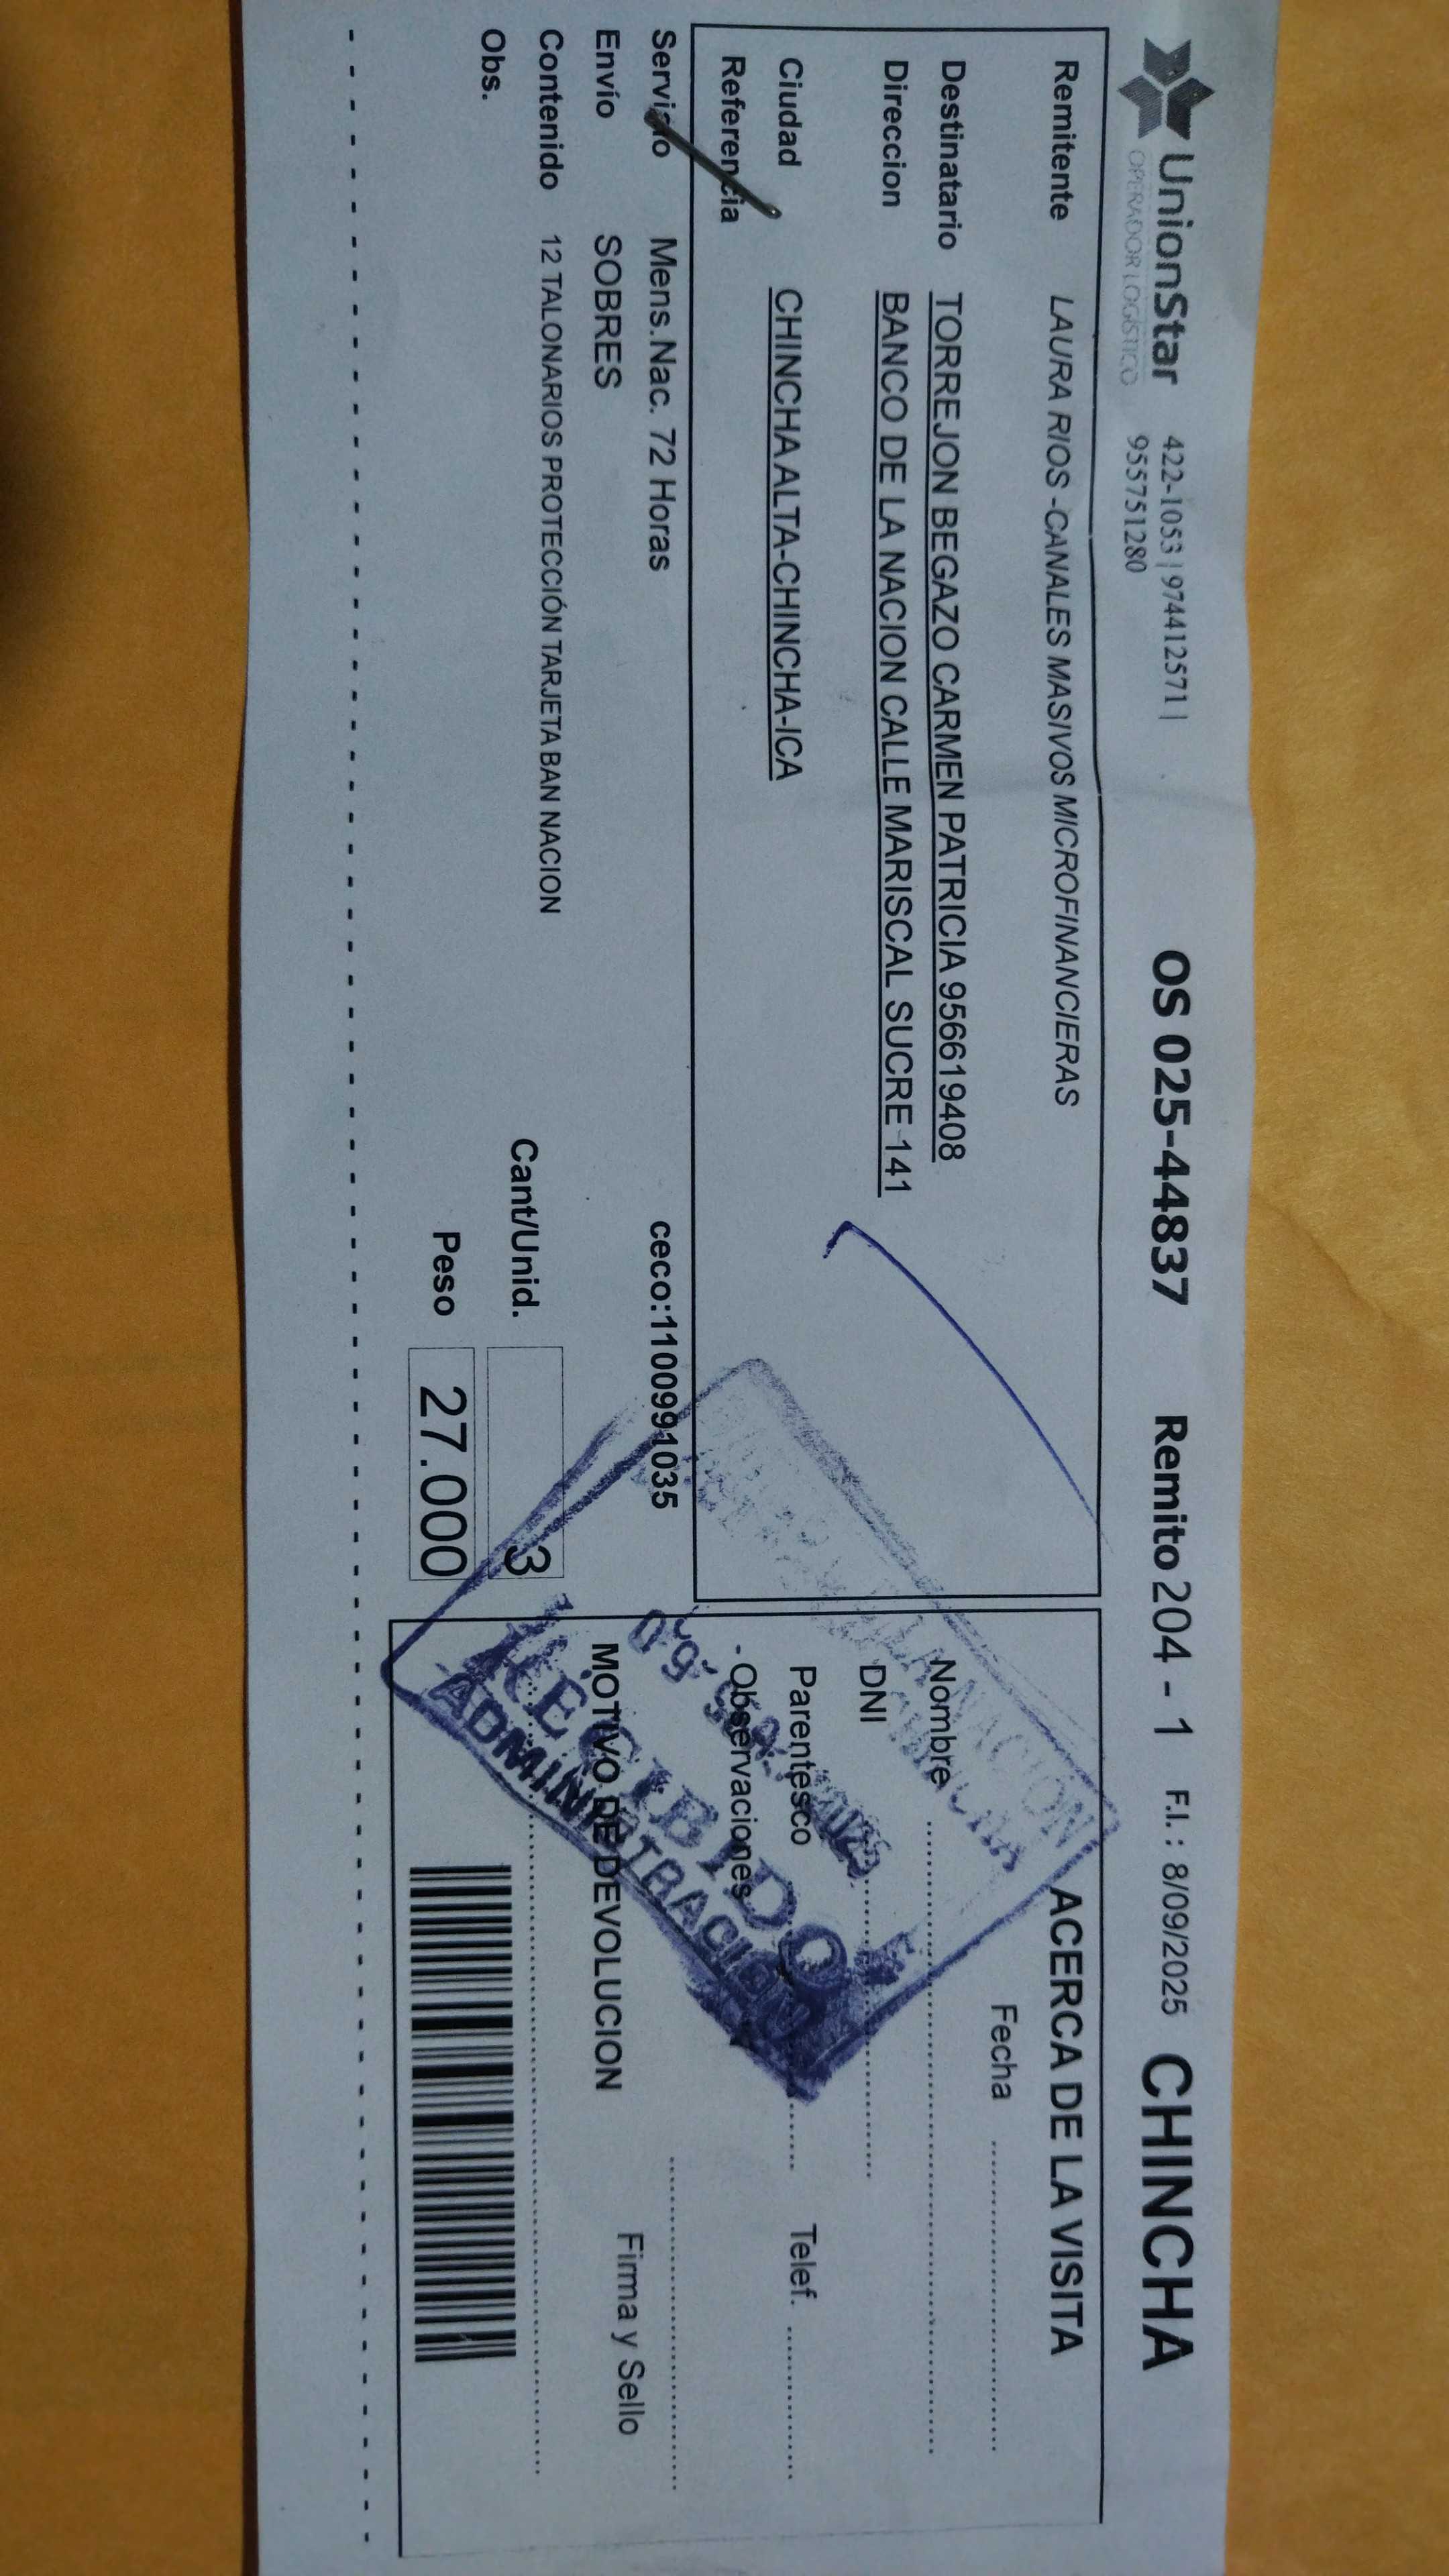 UnionStar 422-1053 | 974412571 | OS 025-44837 Remito 204 - 1 F.I. : 8/09/2025 CHINCHA
OPERADOR LOGÍSTICO 955751280
Remitente LAURA RIOS -CANALES MASIVOS MICROFINANCIERAS
Destinatario TORREJON BEGAZO CARMEN PATRICIA 956619408
Direccion BANCO DE LA NACION CALLE MARISCAL SUCRE 141
Ciudad CHINCHA ALTA-CHINCHA-ICA
Referencia
Servicio Mens.Nac. 72 Horas ceco:1100991035
Envío SOBRES
Contenido 12 TALONARIOS PROTECCIÓN TARJETA BAN NACION
Obs.
Cant/Unid. 3
Peso 27.000
ACERCA DE LA VISITA
Fecha
Nombre
DNI
Parentesco Telef.
- Observaciones
Firma y Sello
MOTIVO DE DEVOLUCION
LA NACION
CHINCHA
RECIBIDO
ADMINISTRACION